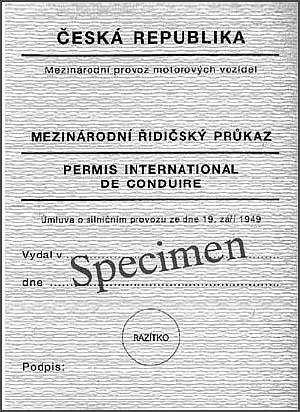 ČESKÁ REPUBLIKA
Mezinárodní provoz motorových vozidel
MEZINÁRODNÍ ŘIDIČSKÝ PRŮKAZ
PERMIS INTERNATIONAL
DE CONDUIRE
Úmluva o silničním provozu ze dne 19. září 1949
Vydal v ................................................
Specimen
dne ................................................
RAZÍTKO
Podpis: